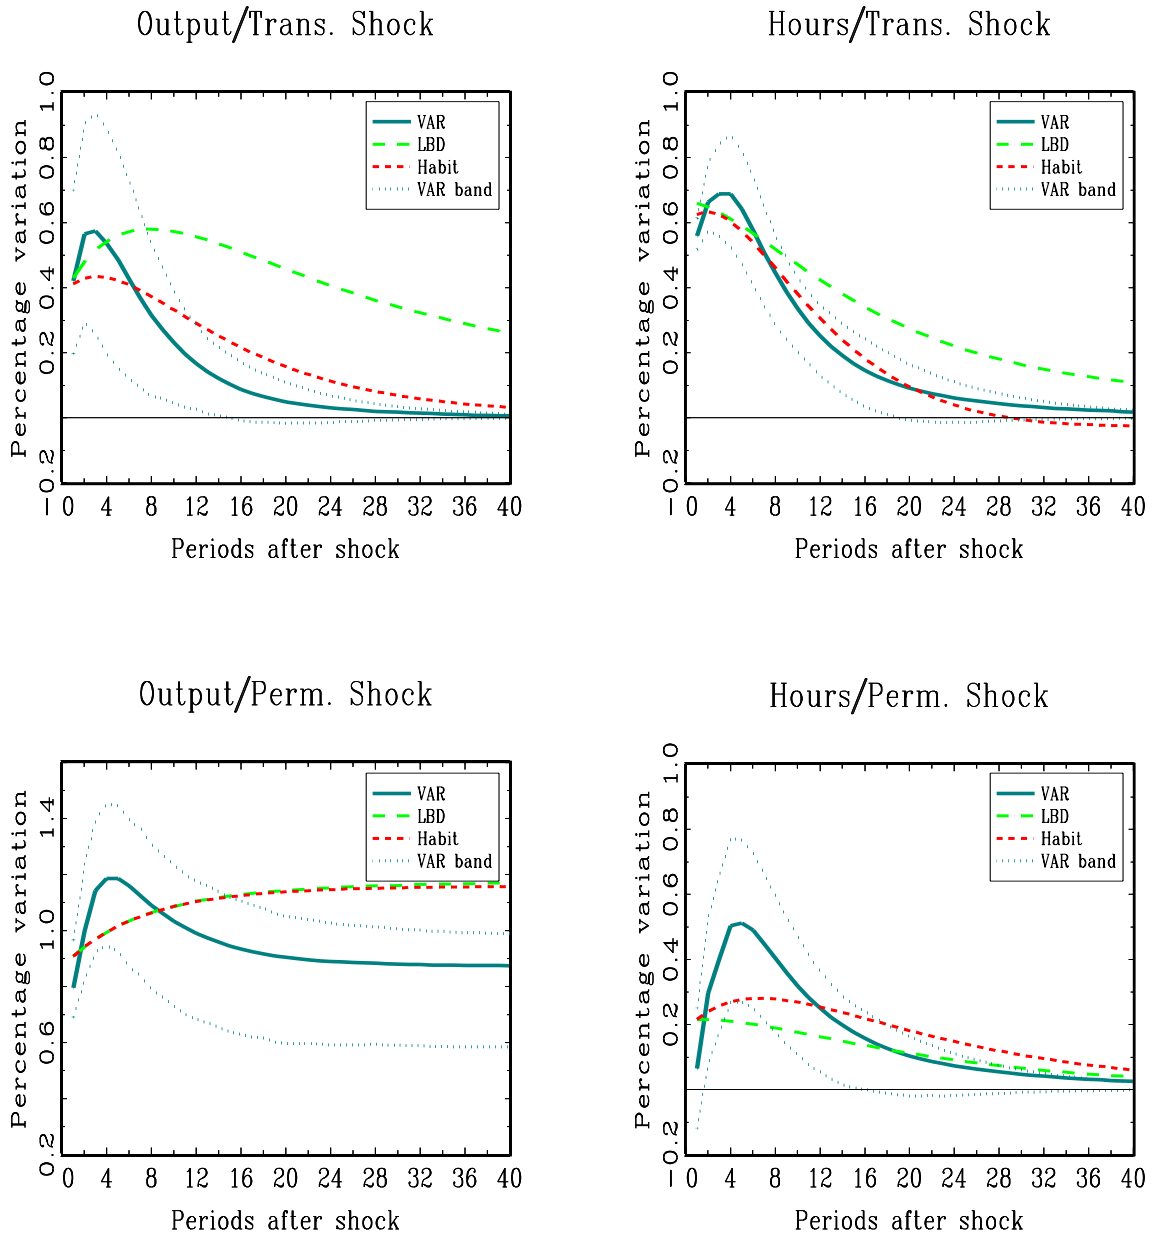 Output/Trans. Shock
Percentage variation
1.0
0.8
0.6
0.4
0.2
−0.2
VAR
LBD
Habit
VAR band
0 4 8 12 16 20 24 28 32 36 40
Periods after shock
Hours/Trans. Shock
Percentage variation
1.0
0.8
0.6
0.4
0.2
−0.2
VAR
LBD
Habit
VAR band
0 4 8 12 16 20 24 28 32 36 40
Periods after shock
Output/Perm. Shock
Percentage variation
1.4
1.0
0.6
0.2
VAR
LBD
Habit
VAR band
0 4 8 12 16 20 24 28 32 36 40
Periods after shock
Hours/Perm. Shock
Percentage variation
1.0
0.8
0.6
0.4
0.2
−0.2
VAR
LBD
Habit
VAR band
0 4 8 12 16 20 24 28 32 36 40
Periods after shock